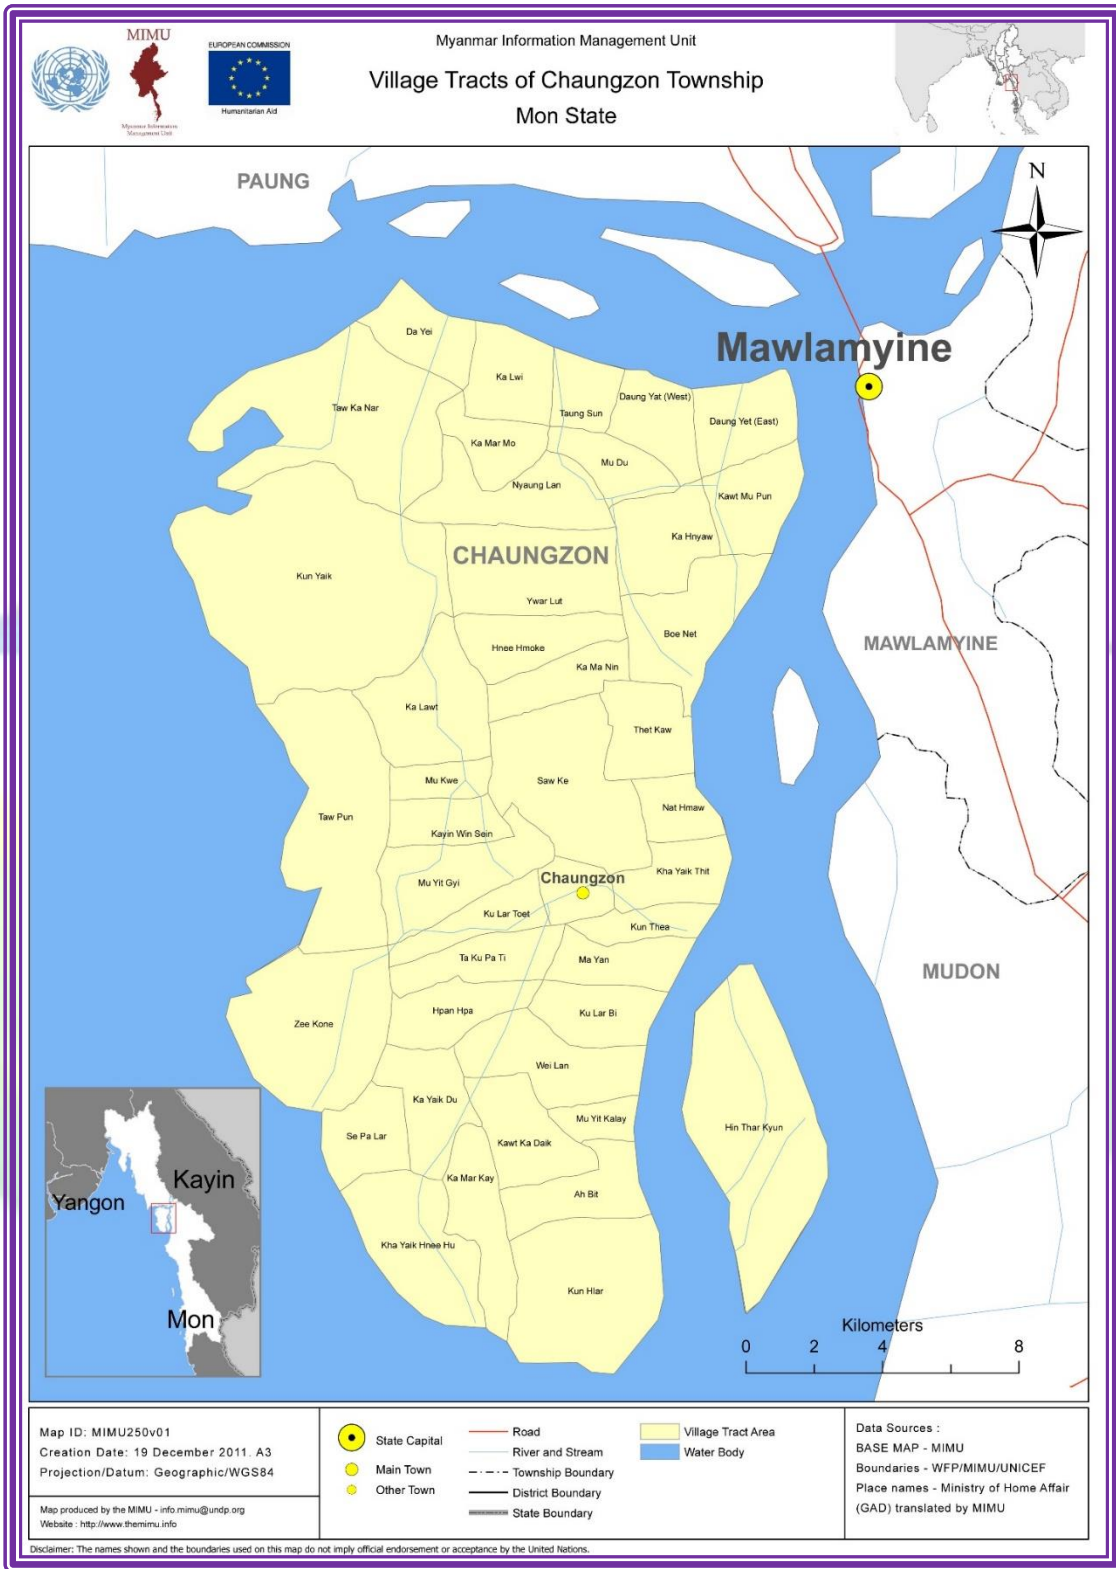 MIMU
Myanmar Information
Management Unit
EUROPEAN COMMISSION
Humanitarian Aid
Myanmar Information Management Unit
Village Tracts of Chaungzon Township
Mon State
PAUNG
N
Mawlamyine
Da Yei
Ka Lwi
Taw Ka Nar
Taung Sun
Daung Yat (West)
Daung Yet (East)
Ka Mar Mo
Mu Du
Nyaung Lan
Kawt Mu Pun
Ka Hnyaw
CHAUNGZON
Kun Yaik
Ywar Lut
Boe Net
MAWLAMYINE
Hnee Hmoke
Ka Ma Nin
Ka Lawt
Thet Kaw
Mu Kwe
Saw Ke
Taw Pun
Nat Hmaw
Kayin Win Sein
Kha Yaik Thit
Chaungzon
Mu Yit Gyi
Ku Lar Toet
Kun Thea
Ta Ku Pa Ti
Ma Yan
MUDON
Hpan Hpa
Ku Lar Bi
Zee Kone
Wei Lan
Ka Yaik Du
Mu Yit Kalay
Hin Thar Kyun
Se Pa Lar
Kawt Ka Daik
Ka Mar Kay
Ah Bit
Kha Yaik Hnee Hu
Kun Hlar
Kayin
Yangon
Mon
Kilometers
0 2 4 8
Map ID: MIMU250v01
Creation Date: 19 December 2011. A3
Projection/Datum: Geographic/WGS84
Map produced by the MIMU - info.mimu@undp.org
Website : http://www.themimu.info
State Capital
Main Town
Other Town
Road
River and Stream
Township Boundary
District Boundary
State Boundary
Village Tract Area
Water Body
Data Sources :
BASE MAP - MIMU
Boundaries - WFP/MIMU/UNICEF
Place names - Ministry of Home Affair
(GAD) translated by MIMU
Disclaimer: The names shown and the boundaries used on this map do not imply official endorsement or acceptance by the United Nations.